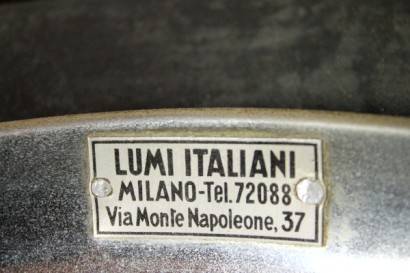 LUMI ITALIANI
MILANO-Tel. 72088
Via Monte Napoleone, 37